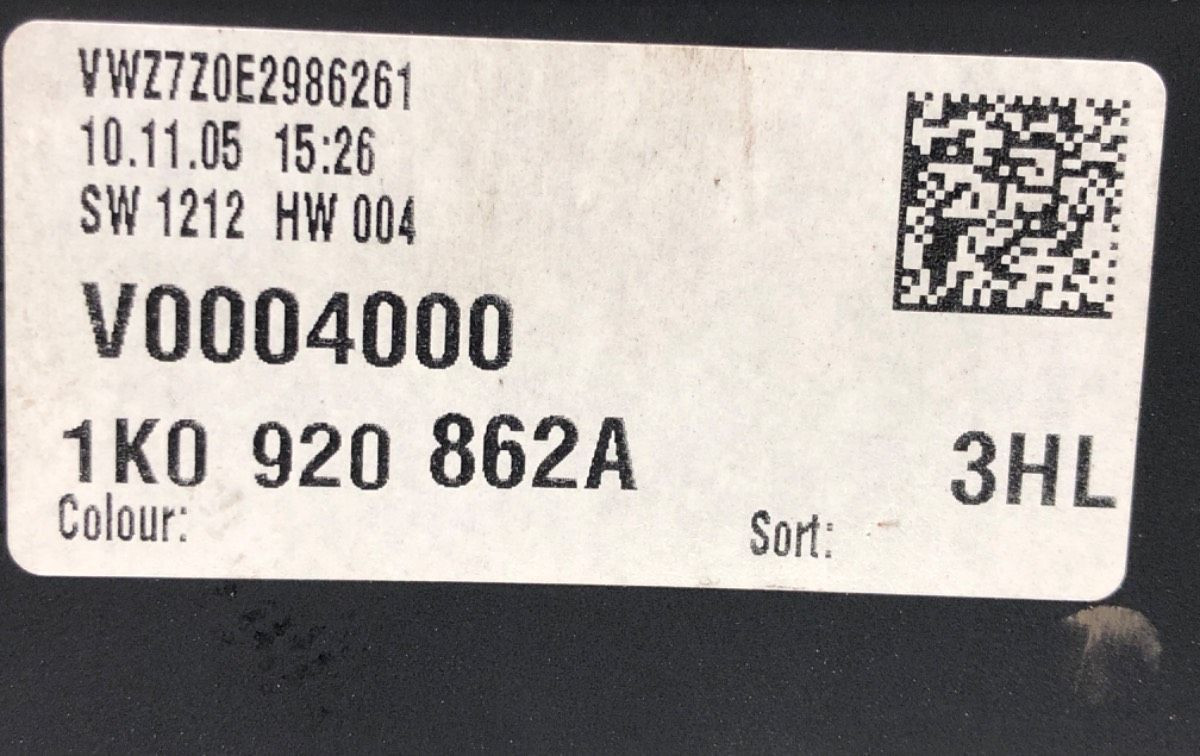 VWZ7Z0E2986261
10.11.05 15:26
SW 1212 HW 004
V0004000
1K0 920 862A 3HL
Colour: Sort: